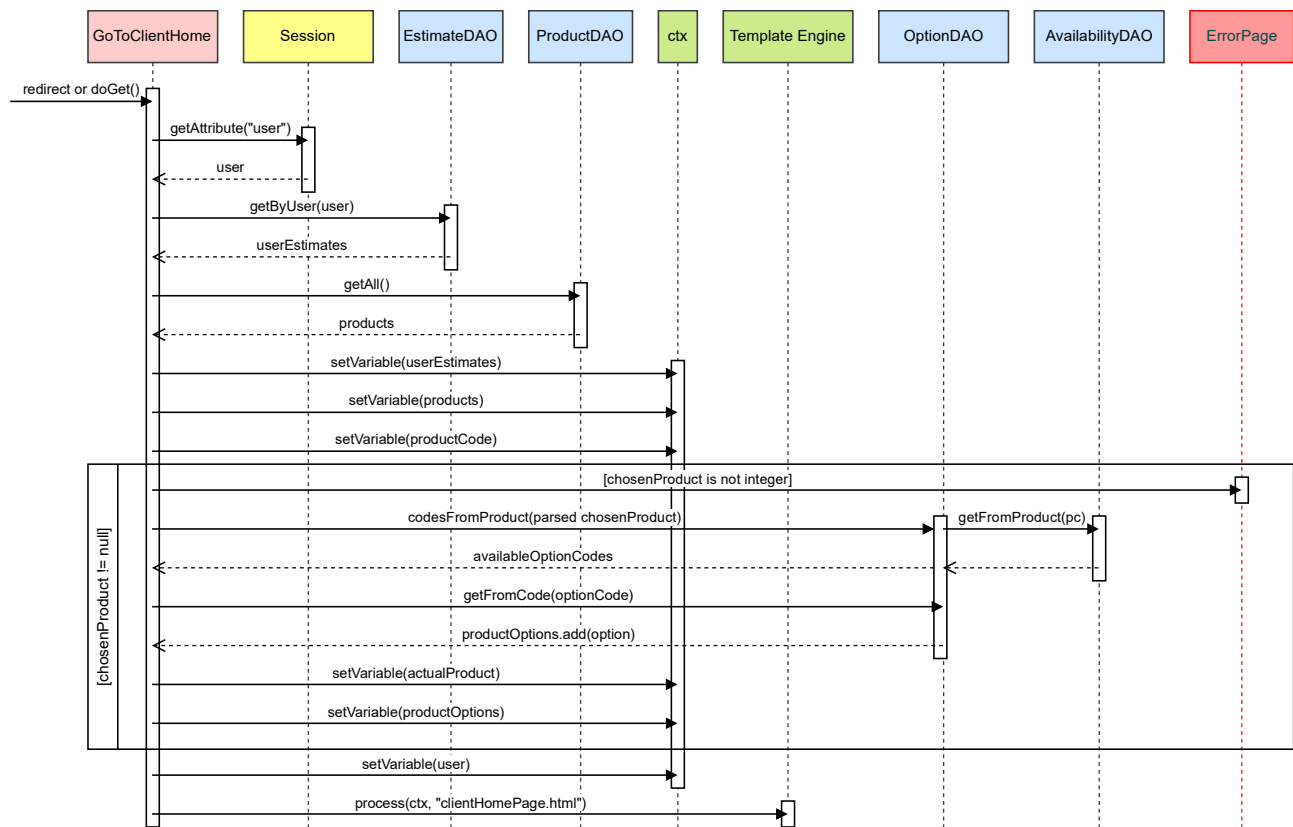 GoToClientHome
Session
EstimateDAO
ProductDAO
ctx
Template Engine
OptionDAO
AvailabilityDAO
ErrorPage
redirect or doGet()
getAttribute("user")
user
getByUser(user)
userEstimates
getAll()
products
setVariable(userEstimates)
setVariable(products)
setVariable(productCode)
[chosenProduct != null]
[chosenProduct is not integer]
codesFromProduct(parsed chosenProduct)
getFromProduct(pc)
availableOptionCodes
getFromCode(optionCode)
productOptions.add(option)
setVariable(actualProduct)
setVariable(productOptions)
setVariable(user)
process(ctx, "clientHomePage.html")